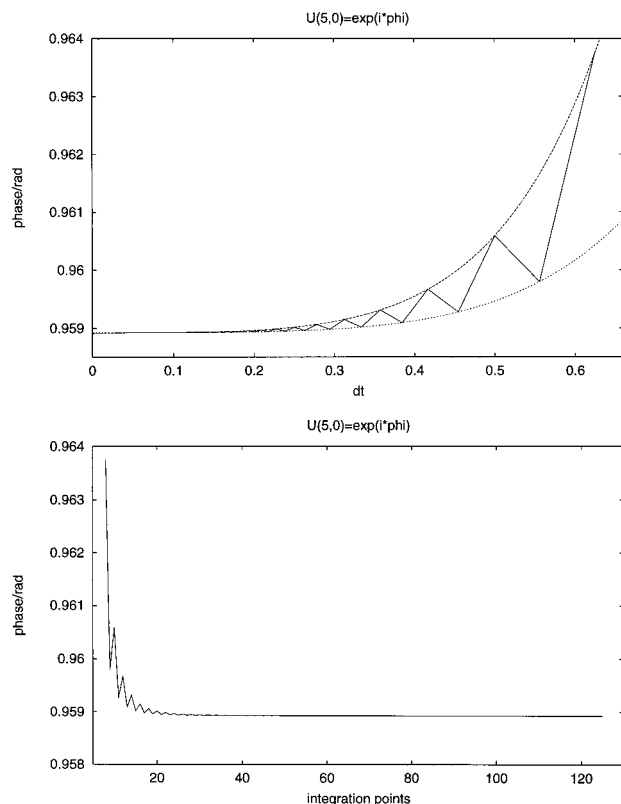 U(5,0)=exp(i*phi)
0.964
0.963
0.962
0.961
0.96
0.959
phase/rad
0 0.1 0.2 0.3 0.4 0.5 0.6
dt
U(5,0)=exp(i*phi)
0.964
0.963
0.962
0.961
0.96
0.959
0.958
phase/rad
20 40 60 80 100 120
integration points